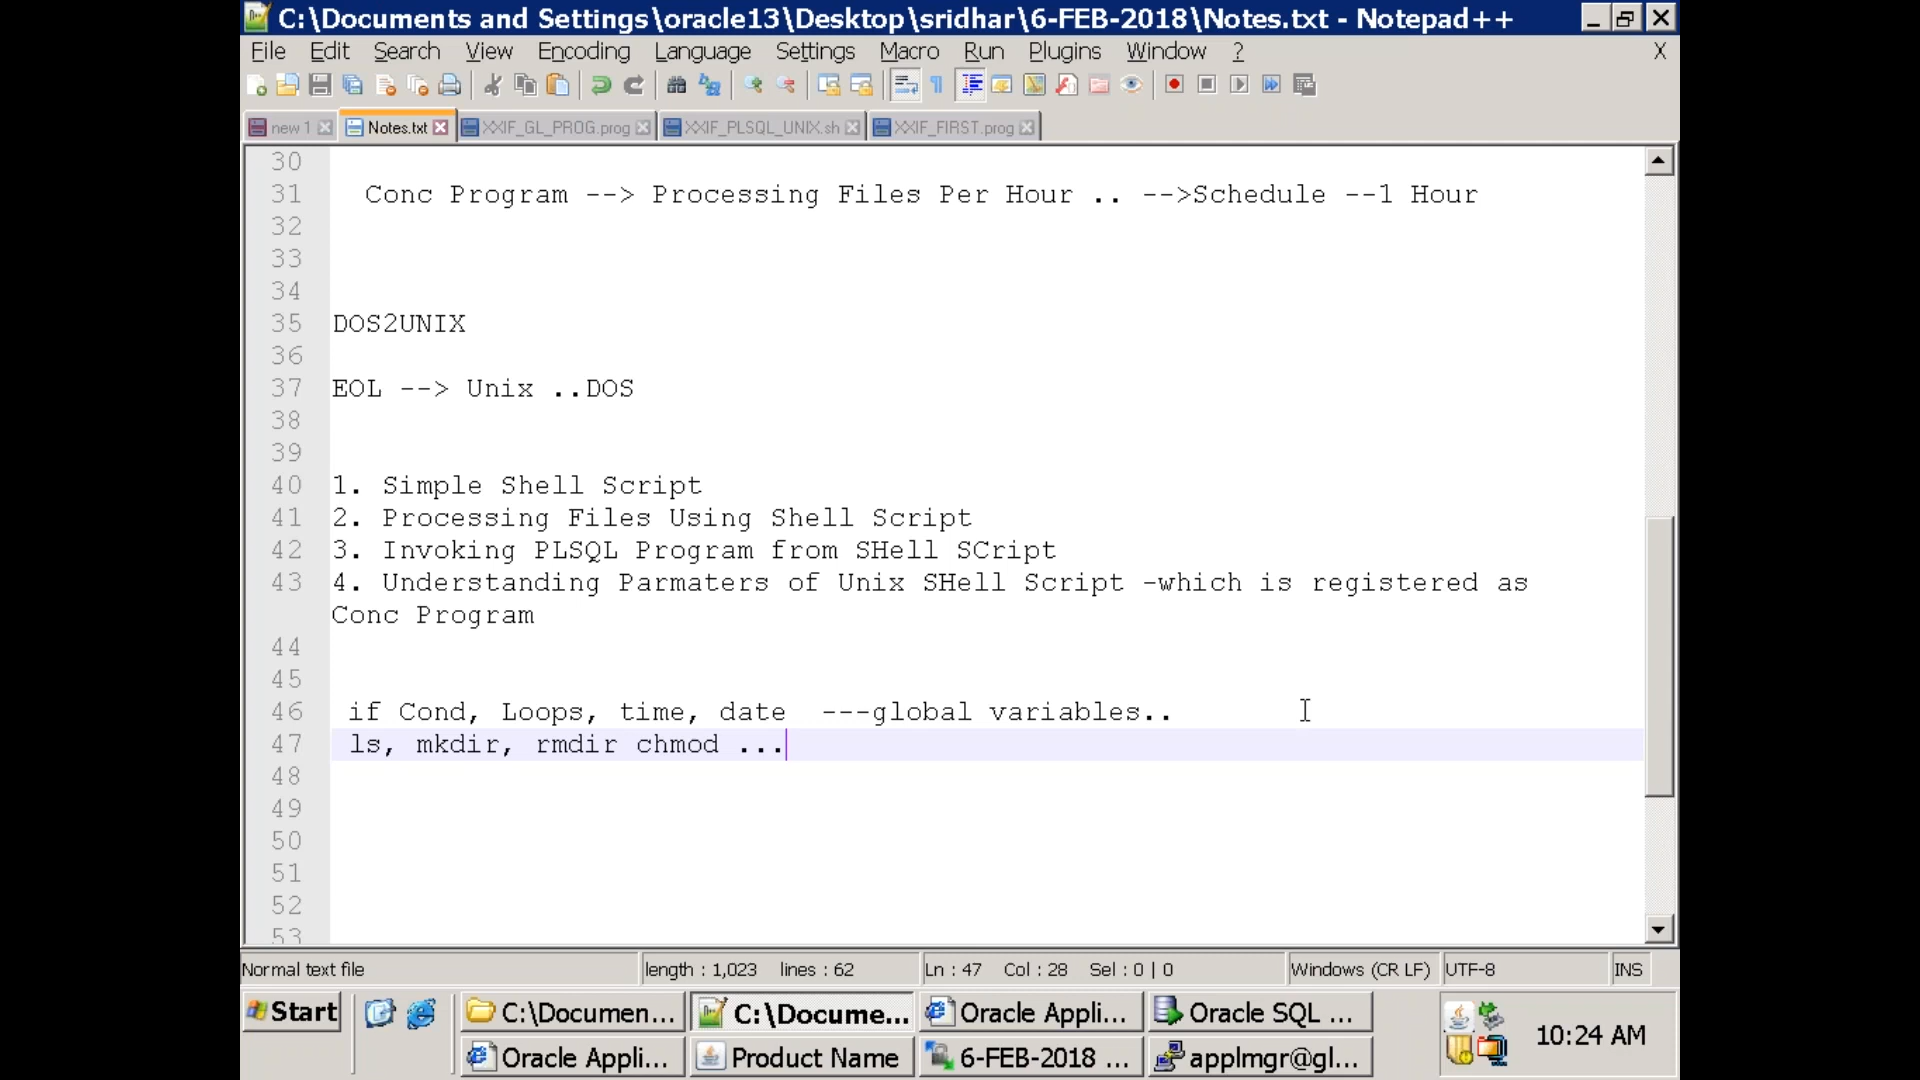 C:\Documents and Settings\oracle13\Desktop\sridhar\6-FEB-2018\Notes.txt - Notepad++
File Edit Search View Encoding Language Settings Macro Run Plugins Window ? X
new 1 Notes.txt XXIF_GL_PROG.prog XXIF_PLSQL_UNIX.sh XXIF_FIRST.prog
30
31 Conc Program --> Processing Files Per Hour .. -->Schedule --1 Hour
32
33
34
35 DOS2UNIX
36
37 EOL --> Unix ..DOS
38
39
40 1. Simple Shell Script
41 2. Processing Files Using Shell Script
42 3. Invoking PLSQL Program from SHell SCript
43 4. Understanding Parmaters of Unix SHell Script -which is registered as
Conc Program
44
45
46 if Cond, Loops, time, date ---global variables..
47 ls, mkdir, rmdir chmod ...
48
49
50
51
52
53
Normal text file length : 1,023 lines : 62 Ln : 47 Col : 28 Sel : 0 | 0 Windows (CR LF) UTF-8 INS
Start C:\Documen... C:\Docume... Oracle Appli... Oracle SQL ...
Oracle Appli... Product Name 6-FEB-2018 ... applmgr@gl...
10:24 AM